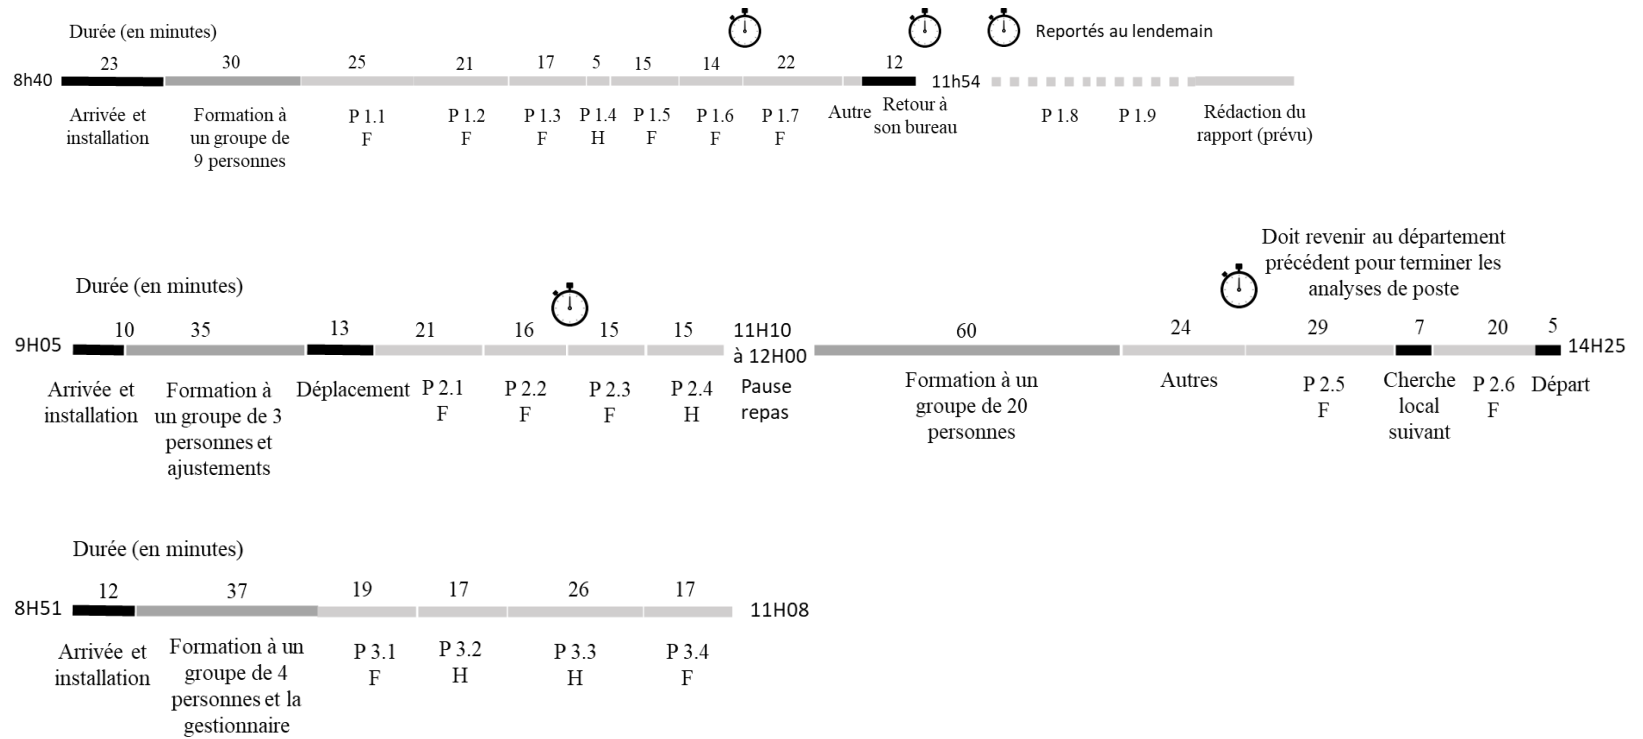 Durée (en minutes)
Reportés au lendemain
23 30 25 21 17 5 15 14 22 12
8h40 11h54
Arrivée et
installation
Formation à
un groupe de
9 personnes
P 1.1
F
P 1.2
F
P 1.3
F
P 1.4
H
P 1.5
F
P 1.6
F
P 1.7
F
Autre
Retour à
son bureau
P 1.8
P 1.9
Rédaction du
rapport (prévu)
Doit revenir au département
précédent pour terminer les
analyses de poste
Durée (en minutes)
10 35 13 21 16 15 15 60 24 29 7 20 5
9H05
11H10
à 12H00
Pause
repas
14H25
Arrivée et
installation
Formation à
un groupe de 3
personnes et
ajustements
Déplacement
P 2.1
F
P 2.2
F
P 2.3
F
P 2.4
H
Formation à un
groupe de 20
personnes
Autres
P 2.5
F
Cherche
local
suivant
P 2.6
F
Départ
Durée (en minutes)
12 37 19 17 26 17
8H51 11H08
Arrivée et
installation
Formation à un
groupe de 4
personnes et la
gestionnaire
P 3.1
F
P 3.2
H
P 3.3
H
P 3.4
F